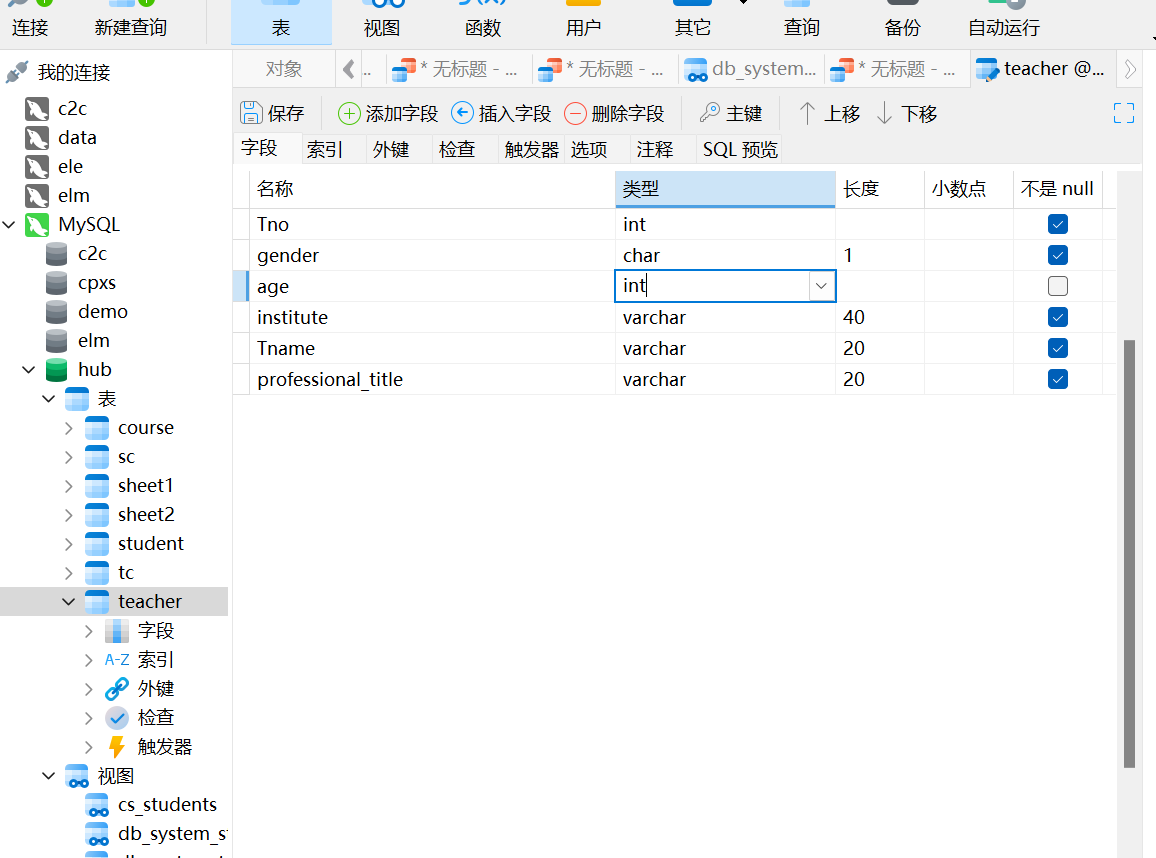 连接 新建查询 表 视图 函数 用户 其它 查询 备份 自动运行
我的连接
c2c
data
ele
elm
MySQL
c2c
cpxs
demo
elm
hub
表
course
sc
sheet1
sheet2
student
tc
teacher
字段
A-Z 索引
外键
检查
触发器
视图
cs_students
db_system_s
对象 .. * 无标题 - ... * 无标题 - ... db_system... * 无标题 - ... teacher @...
保存 添加字段 插入字段 删除字段 主键 上移 下移
字段 索引 外键 检查 触发器 选项 注释 SQL 预览
名称 类型 长度 小数点 不是 null
Tno int
gender char 1
age int
institute varchar 40
Tname varchar 20
professional_title varchar 20